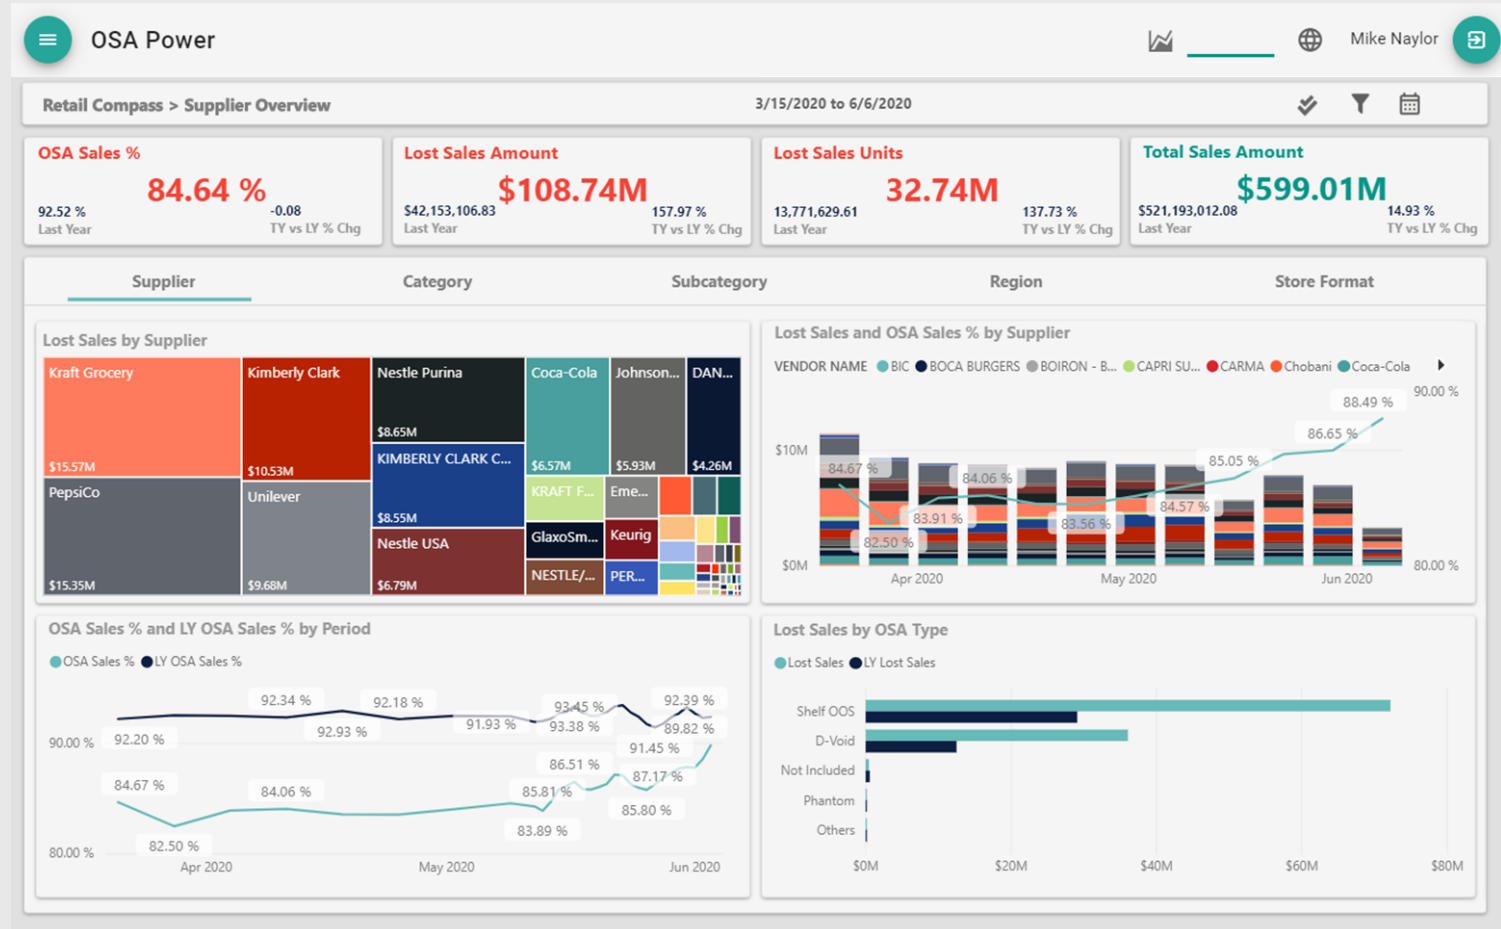 OSA Power
Mike Naylor
Retail Compass > Supplier Overview
3/15/2020 to 6/6/2020
OSA Sales %
84.64 %
92.52 %
Last Year
-0.08
TY vs LY % Chg
Lost Sales Amount
$108.74M
$42,153,106.83
Last Year
157.97 %
TY vs LY % Chg
Lost Sales Units
32.74M
13,771,629.61
Last Year
137.73 %
TY vs LY % Chg
Total Sales Amount
$599.01M
$521,193,012.08
Last Year
14.93 %
TY vs LY % Chg
Supplier
Category
Subcategory
Region
Store Format
Lost Sales by Supplier
Kraft Grocery
$15.57M
PepsiCo
$15.35M
Kimberly Clark
$10.53M
Unilever
$9.68M
Nestle Purina
$8.65M
KIMBERLY CLARK C...
$8.55M
Nestle USA
$6.79M
Coca-Cola
$6.57M
Johnson...
$5.93M
DAN...
$4.26M
KRAFT F...
GlaxoSm...
NESTLE/...
Eme...
Keurig
PER...
Lost Sales and OSA Sales % by Supplier
VENDOR NAME BIC BOCA BURGERS BOIRON - B... CAPRI SU... CARMA Chobani Coca-Cola
90.00 %
88.49 %
86.65 %
$10M
84.67 %
85.05 %
84.06 %
84.57 %
83.91 %
83.56 %
82.50 %
$0M
80.00 %
Apr 2020
May 2020
Jun 2020
OSA Sales % and LY OSA Sales % by Period
OSA Sales % LY OSA Sales %
92.34 %
92.18 %
93.45 %
92.39 %
92.20 %
92.93 %
91.93 %
93.38 %
89.82 %
90.00 %
91.45 %
86.51 %
87.17 %
84.67 %
84.06 %
85.81 %
85.80 %
83.89 %
82.50 %
80.00 %
Apr 2020
May 2020
Jun 2020
Lost Sales by OSA Type
Lost Sales LY Lost Sales
Shelf OOS
D-Void
Not Included
Phantom
Others
$0M
$20M
$40M
$60M
$80M